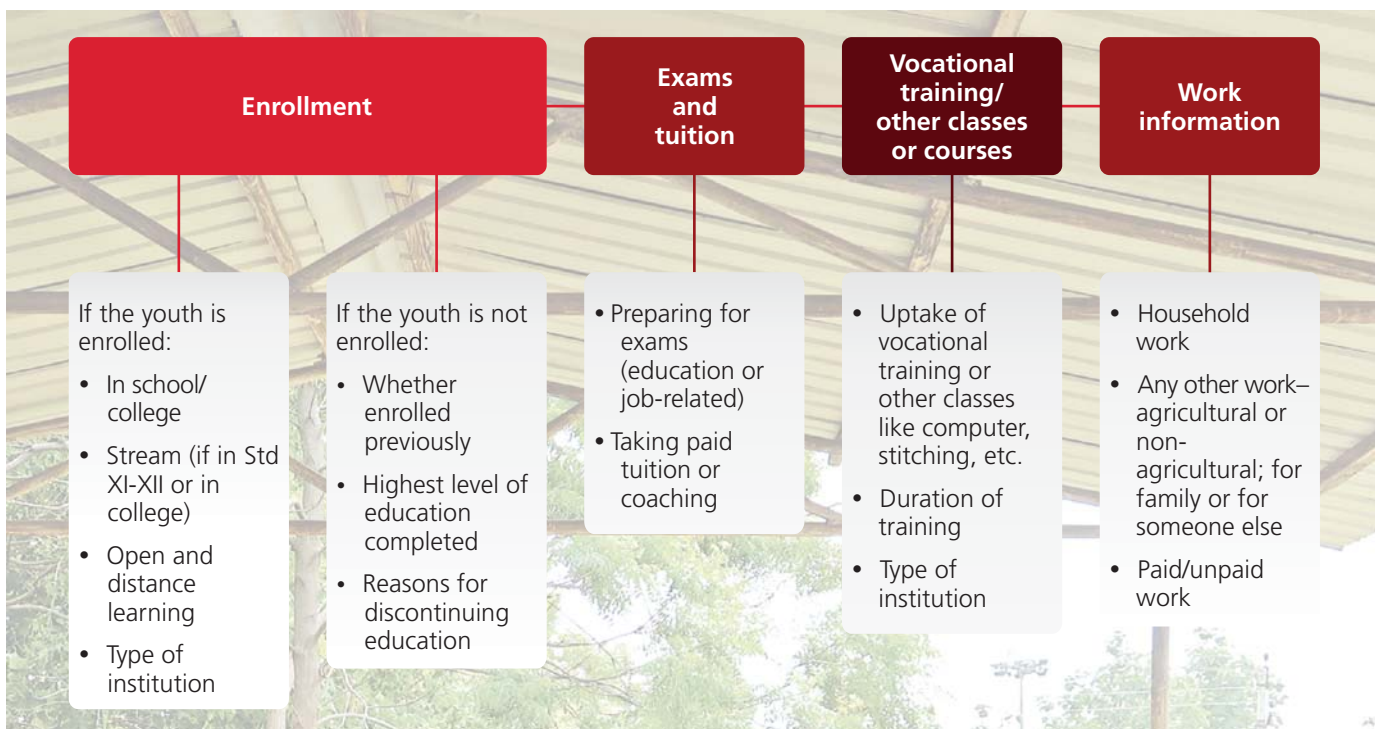 Enrollment
Exams
and
tuition
Vocational
training/
other classes
or courses
Work
information
If the youth is
enrolled:
• In school/
college
• Stream (if in Std
XI-XII or in
college)
• Open and
distance
learning
• Type of
institution
If the youth is not
enrolled:
• Whether
enrolled
previously
• Highest level of
education
completed
• Reasons for
discontinuing
education
• Preparing for
exams
(education or
job-related)
• Taking paid
tuition or
coaching
• Uptake of
vocational
training or
other classes
like computer,
stitching, etc.
• Duration of
training
• Type of
institution
• Household
work
• Any other work–
agricultural or
non-
agricultural; for
family or for
someone else
• Paid/unpaid
work